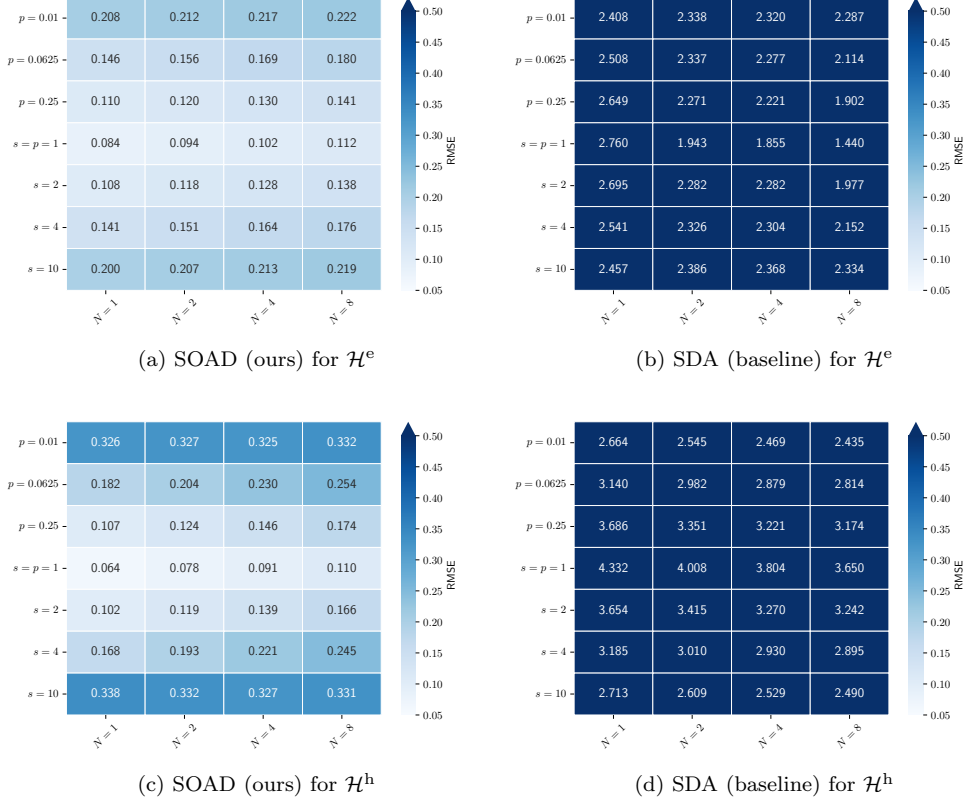 p = 0.01 0.208 0.212 0.217 0.222
p = 0.0625 0.146 0.156 0.169 0.180
p = 0.25 0.110 0.120 0.130 0.141
s = p = 1 0.084 0.094 0.102 0.112
s = 2 0.108 0.118 0.128 0.138
s = 4 0.141 0.151 0.164 0.176
s = 10 0.200 0.207 0.213 0.219
N = 1 N = 2 N = 4 N = 8
0.50
0.45
0.40
0.35
0.30
0.25
0.20
0.15
0.10
0.05
RMSE
(a) SOAD (ours) for ℋᵉ
p = 0.01 2.408 2.338 2.320 2.287
p = 0.0625 2.508 2.337 2.277 2.114
p = 0.25 2.649 2.271 2.221 1.902
s = p = 1 2.760 1.943 1.855 1.440
s = 2 2.695 2.282 2.282 1.977
s = 4 2.541 2.326 2.304 2.152
s = 10 2.457 2.386 2.368 2.334
N = 1 N = 2 N = 4 N = 8
0.50
0.45
0.40
0.35
0.30
0.25
0.20
0.15
0.10
0.05
RMSE
(b) SDA (baseline) for ℋᵉ
p = 0.01 0.326 0.327 0.325 0.332
p = 0.0625 0.182 0.204 0.230 0.254
p = 0.25 0.107 0.124 0.146 0.174
s = p = 1 0.064 0.078 0.091 0.110
s = 2 0.102 0.119 0.139 0.166
s = 4 0.168 0.193 0.221 0.245
s = 10 0.338 0.332 0.327 0.331
N = 1 N = 2 N = 4 N = 8
0.50
0.45
0.40
0.35
0.30
0.25
0.20
0.15
0.10
0.05
RMSE
(c) SOAD (ours) for ℋʰ
p = 0.01 2.664 2.545 2.469 2.435
p = 0.0625 3.140 2.982 2.879 2.814
p = 0.25 3.686 3.351 3.221 3.174
s = p = 1 4.332 4.008 3.804 3.650
s = 2 3.654 3.415 3.270 3.242
s = 4 3.185 3.010 2.930 2.895
s = 10 2.713 2.609 2.529 2.490
N = 1 N = 2 N = 4 N = 8
0.50
0.45
0.40
0.35
0.30
0.25
0.20
0.15
0.10
0.05
RMSE
(d) SDA (baseline) for ℋʰ